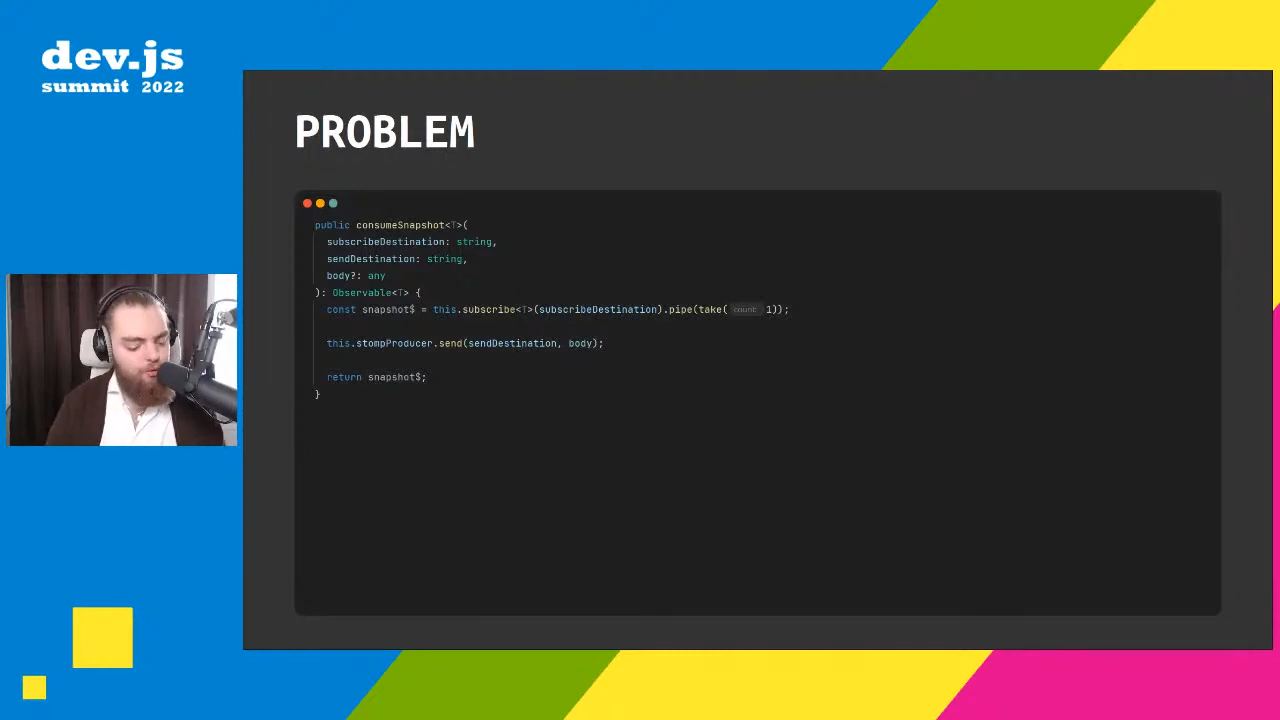 dev.js
summit 2022
PROBLEM
public consumeSnapshot<T>(
subscribeDestination: string,
sendDestination: string,
body?: any
): Observable<T> {
const snapshot$ = this.subscribe<T>(subscribeDestination).pipe(take( count: 1));
this.stompProducer.send(sendDestination, body);
return snapshot$;
}